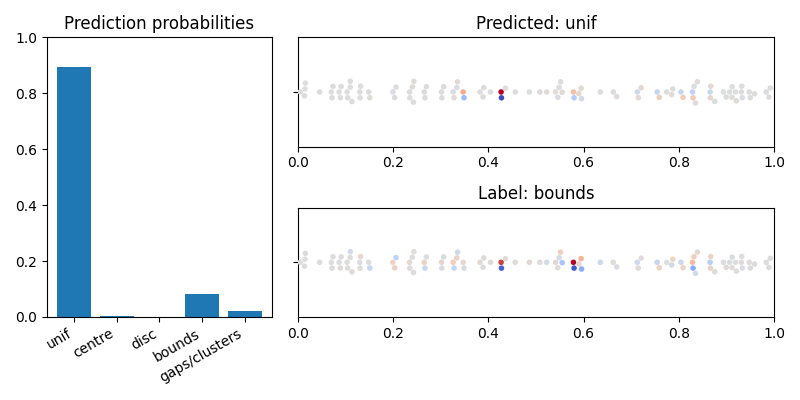 Prediction probabilities
1.0
0.8
0.6
0.4
0.2
0.0
unif
centre
disc
bounds
gaps/clusters
Predicted: unif
0.0 0.2 0.4 0.6 0.8 1.0
Label: bounds
0.0 0.2 0.4 0.6 0.8 1.0